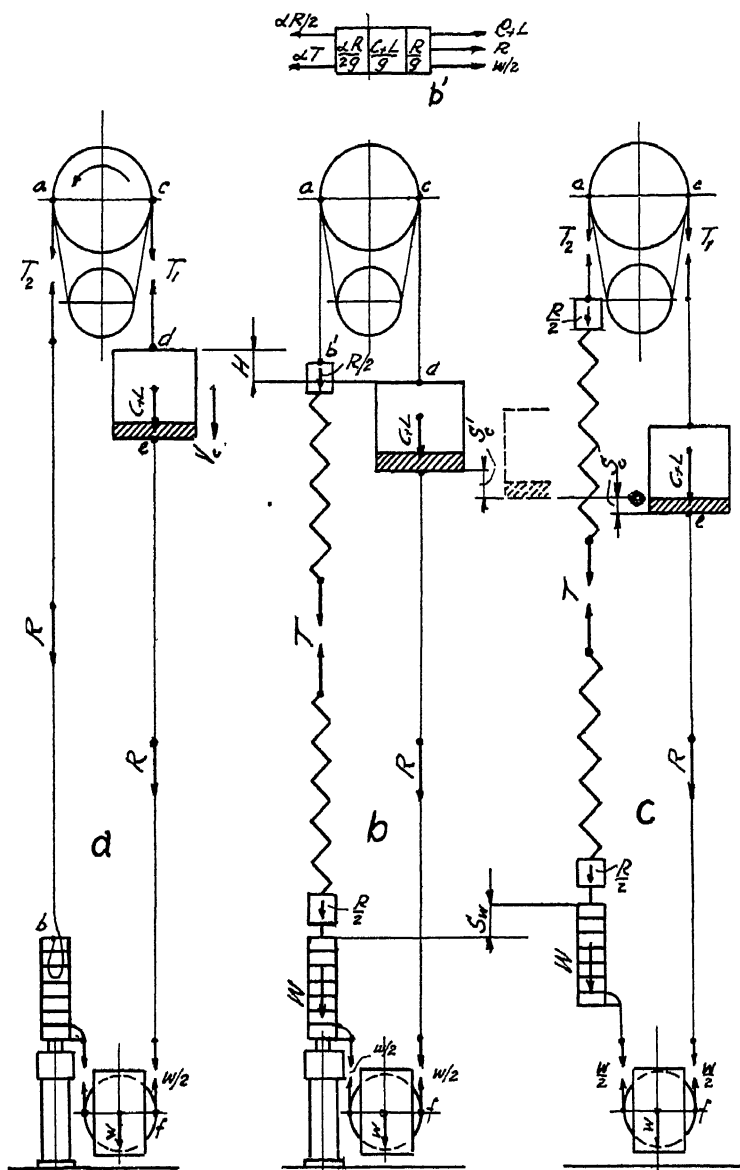 αR/2
αT
αR/2g
C+L/g
R/g
C+L
R
W/2
b'
a
c
T2
T1
d
C+L
e
Vc
R
R
a
b
W/2
w
f
a
c
H
b'
R/2
d
C+L
S'c
T
R
b
R/2
W
w/2
W/2
w
f
a
c
T2
T1
R/2
Sc
C+L
e
T
R
c
R/2
Sw
W
W/2
W/2
w
f